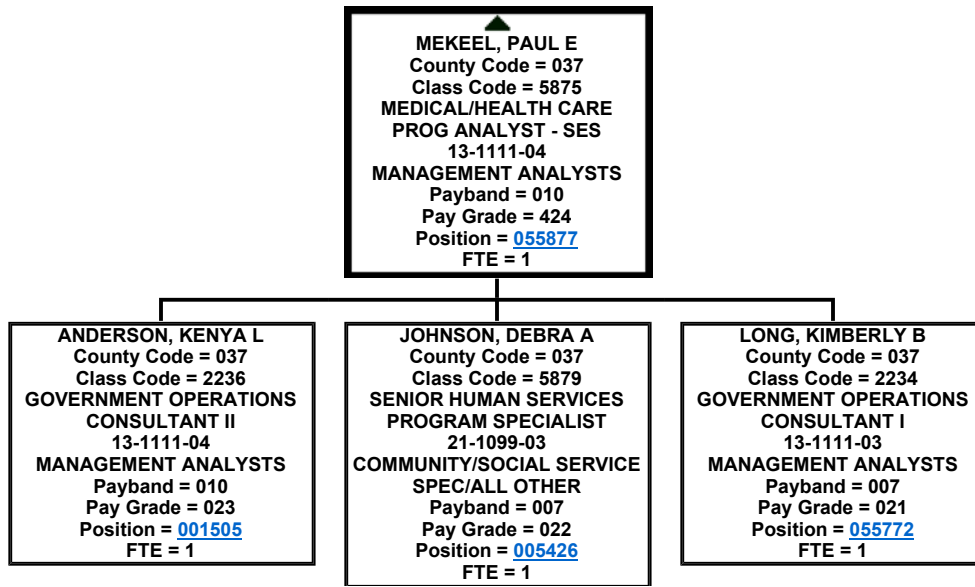 MEKEEL, PAUL E
County Code = 037
Class Code = 5875
MEDICAL/HEALTH CARE
PROG ANALYST - SES
13-1111-04
MANAGEMENT ANALYSTS
Payband = 010
Pay Grade = 424
Position = 055877
FTE = 1
ANDERSON, KENYA L
County Code = 037
Class Code = 2236
GOVERNMENT OPERATIONS
CONSULTANT II
13-1111-04
MANAGEMENT ANALYSTS
Payband = 010
Pay Grade = 023
Position = 001505
FTE = 1
JOHNSON, DEBRA A
County Code = 037
Class Code = 5879
SENIOR HUMAN SERVICES
PROGRAM SPECIALIST
21-1099-03
COMMUNITY/SOCIAL SERVICE
SPEC/ALL OTHER
Payband = 007
Pay Grade = 022
Position = 005426
FTE = 1
LONG, KIMBERLY B
County Code = 037
Class Code = 2234
GOVERNMENT OPERATIONS
CONSULTANT I
13-1111-03
MANAGEMENT ANALYSTS
Payband = 007
Pay Grade = 021
Position = 055772
FTE = 1